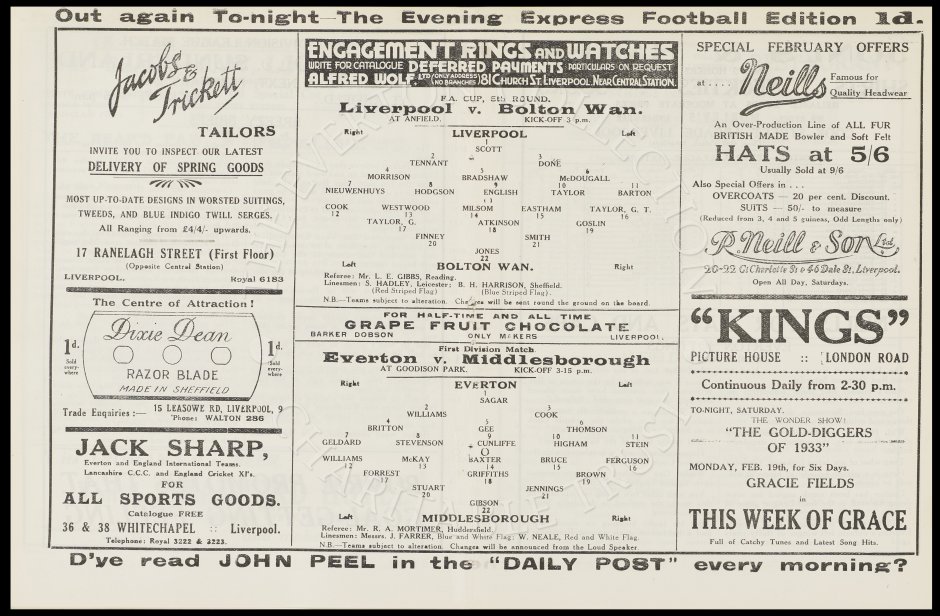 Out again To-night—The Evening Express Football Edition 1d.
Jacobs &
Trickett
TAILORS
INVITE YOU TO INSPECT OUR LATEST
DELIVERY OF SPRING GOODS
MOST UP-TO-DATE DESIGNS IN WORSTED SUITINGS,
TWEEDS, AND BLUE INDIGO TWILL SERGES.
All Ranging from £4/4/- upwards.
17 RANELAGH STREET (First Floor)
(Opposite Central Station)
LIVERPOOL. Royal 6183
The Centre of Attraction !
Dixie Dean
RAZOR BLADE
MADE IN SHEFFIELD
1d.
Sold
every-
where
1d.
Sold
every-
where
Trade Enquiries :— 15 LEASOWE RD, LIVERPOOL, 9
'Phone: WALTON 286
JACK SHARP,
Everton and England International Teams.
Lancashire C.C.C. and England Cricket XI's.
FOR
ALL SPORTS GOODS.
Catalogue FREE
36 & 38 WHITECHAPEL :: Liverpool.
Telephone: Royal 3222 & 3223.
ENGAGEMENT RINGS AND WATCHES
WRITE FOR CATALOGUE DEFERRED PAYMENTS PARTICULARS ON REQUEST
ALFRED WOLF, LTD (ONLY ADDRESS NO BRANCHES) 81 CHURCH ST. LIVERPOOL. NEAR CENTRAL STATION.
F.A. CUP, 5th ROUND.
Liverpool v. Bolton Wan.
AT ANFIELD. KICK-OFF 3 p.m.
Right LIVERPOOL Left
1
SCOTT
2 3
TENNANT DONE
4 5 6
MORRISON BRADSHAW McDOUGALL
7 8 9 10 11
NIEUWENHUYS HODGSON ENGLISH TAYLOR BARTON
COOK WESTWOOD MILSOM EASTHAM TAYLOR, G. T.
12 13 14 15 16
TAYLOR, G. ATKINSON GOSLIN
17 18 19
FINNEY SMITH
20 21
JONES
22
Left BOLTON WAN. Right
Referee: Mr. L. E. GIBBS, Reading.
Linesmen: S. HADLEY, Leicester; B. H. HARRISON, Sheffield.
(Red Striped Flag) (Blue Striped Flag).
N.B.—Teams subject to alteration. Changes will be sent round the ground on the board.
FOR HALF-TIME AND ALL TIME
GRAPE FRUIT CHOCOLATE
BARKER DOBSON ONLY MAKERS LIVERPOOL.
First Division Match
Everton v. Middlesborough
AT GOODISON PARK. KICK-OFF 3-15 p.m.
Right EVERTON Left
1
SAGAR
2 3
WILLIAMS COOK
4 5 6
BRITTON GEE THOMSON
7 8 9 10 11
GELDARD STEVENSON CUNLIFFE HIGHAM STEIN
WILLIAMS McKAY BAXTER BRUCE FERGUSON
12 13 14 15 16
FORREST GRIFFITHS BROWN
17 18 19
STUART JENNINGS
20 21
GIBSON
22
Left MIDDLESBOROUGH Right
Referee: Mr. R. A. MORTIMER, Huddersfield.
Linesmen: Messrs. J. FARRER, Blue and White Flag; W. NEALE, Red and White Flag.
N.B.—Teams subject to alteration. Changes will be announced from the Loud Speaker.
SPECIAL FEBRUARY OFFERS
at .... Neills Famous for
Quality Headwear
An Over-Production Line of ALL FUR
BRITISH MADE Bowler and Soft Felt
HATS at 5/6
Usually Sold at 9/6
Also Special Offers in . . .
OVERCOATS — 20 per cent. Discount.
SUITS — 50/- to measure
(Reduced from 3, 4 and 5 guineas, Odd Lengths only)
R. Neill & Son Ltd.
20-22 Gt Charlotte St & 46 Dale St, Liverpool.
Open All Day, Saturdays.
"KINGS"
PICTURE HOUSE :: LONDON ROAD
Continuous Daily from 2-30 p.m.
TO-NIGHT, SATURDAY.
THE WONDER SHOW!
"THE GOLD-DIGGERS
OF 1933"
MONDAY, FEB. 19th, for Six Days.
GRACIE FIELDS
in
THIS WEEK OF GRACE
Full of Catchy Tunes and Latest Song Hits.
D'ye read JOHN PEEL in the "DAILY POST" every morning?